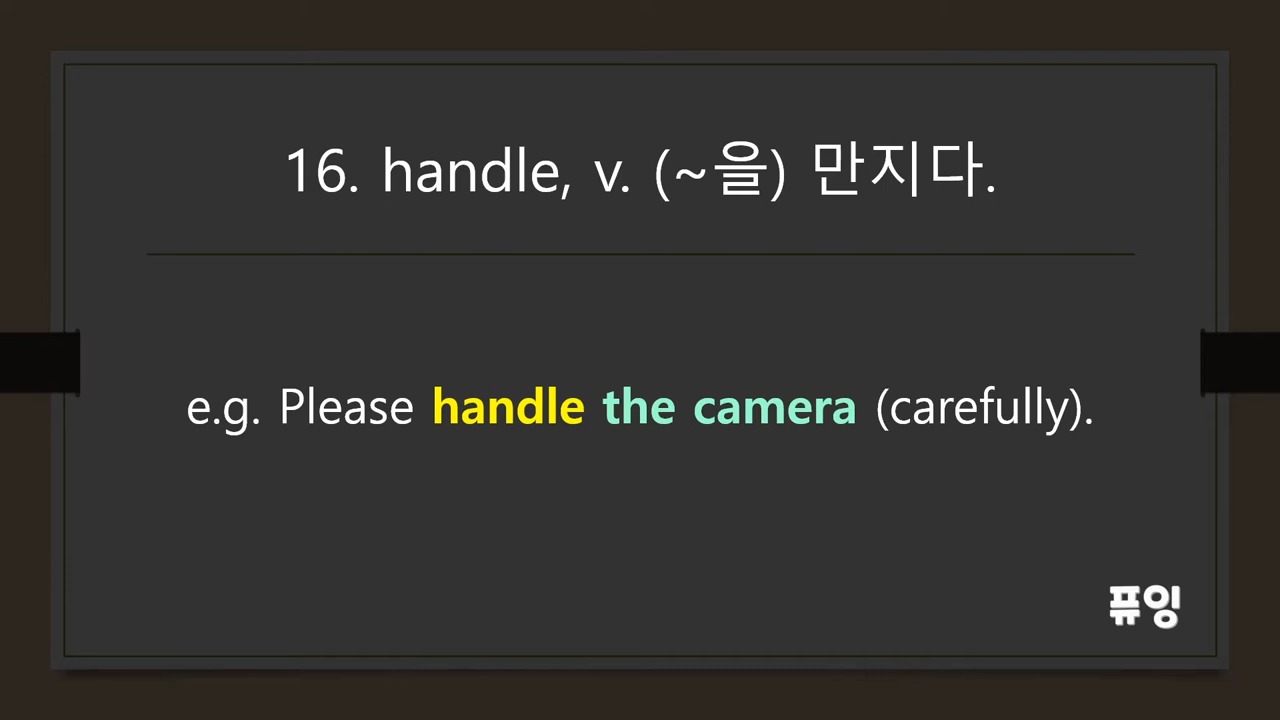 16. handle, v. (~을) 만지다.
e.g. Please handle the camera (carefully).
퓨잉